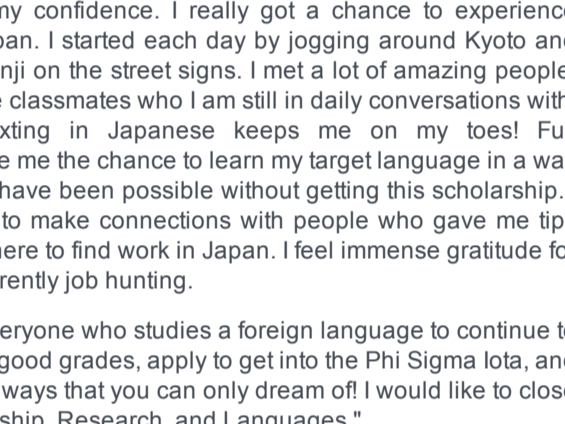 my confidence. I really got a chance to experience
pan. I started each day by jogging around Kyoto and
nji on the street signs. I met a lot of amazing people
classmates who I am still in daily conversations with
xting in Japanese keeps me on my toes! Fu
e me the chance to learn my target language in a wa
have been possible without getting this scholarship.
to make connections with people who gave me tip
here to find work in Japan. I feel immense gratitude fo
rently job hunting.
eryone who studies a foreign language to continue t
good grades, apply to get into the Phi Sigma Iota, and
ways that you can only dream of! I would like to close
ship, Research, and Languages."